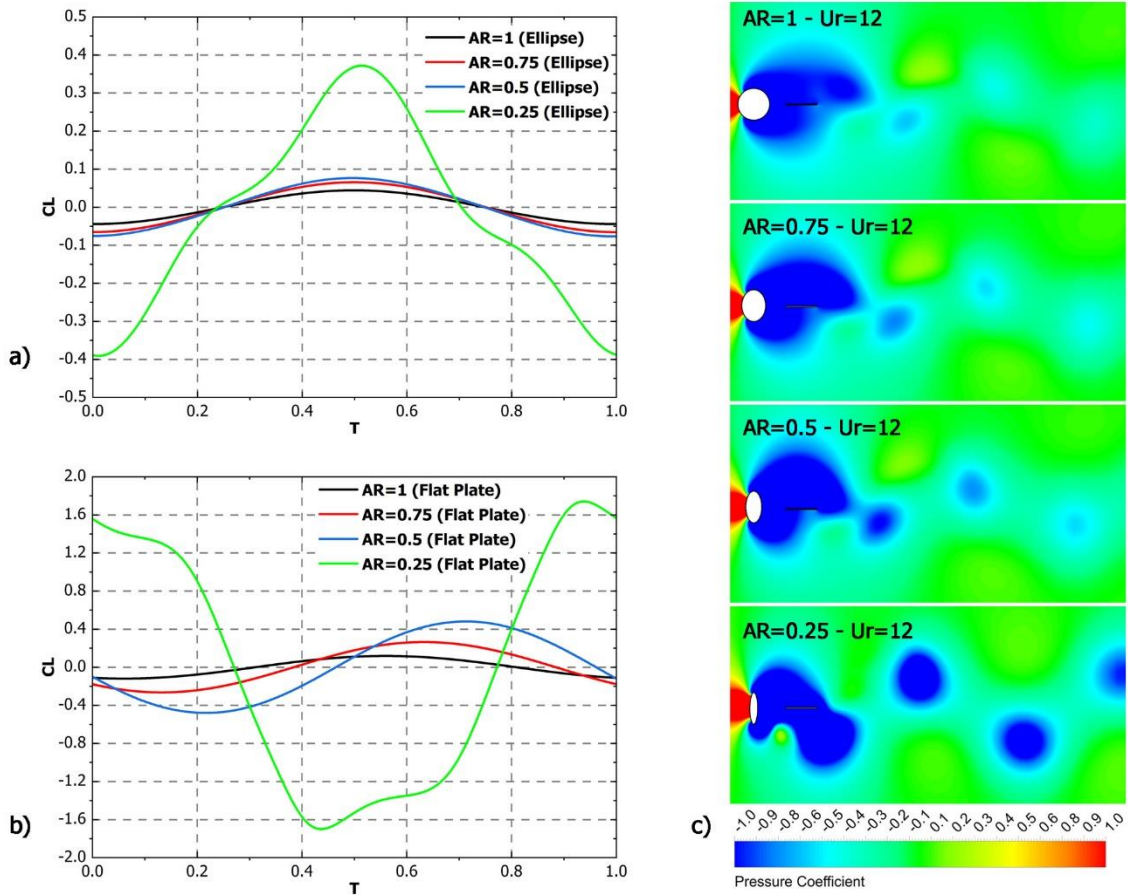 0.5
0.4
0.3
0.2
0.1
0.0
-0.1
-0.2
-0.3
-0.4
-0.5
CL
AR=1 (Ellipse)
AR=0.75 (Ellipse)
AR=0.5 (Ellipse)
AR=0.25 (Ellipse)
0.0 0.2 0.4 0.6 0.8 1.0
T
a)
2.0
1.6
1.2
0.8
0.4
0.0
-0.4
-0.8
-1.2
-1.6
-2.0
CL
AR=1 (Flat Plate)
AR=0.75 (Flat Plate)
AR=0.5 (Flat Plate)
AR=0.25 (Flat Plate)
0.0 0.2 0.4 0.6 0.8 1.0
T
b)
AR=1 - Ur=12
AR=0.75 - Ur=12
AR=0.5 - Ur=12
AR=0.25 - Ur=12
c)
-1.0 -0.9 -0.8 -0.6 -0.5 -0.4 -0.3 -0.2 -0.1 0.1 0.2 0.3 0.4 0.5 0.6 0.8 0.9 1.0
Pressure Coefficient